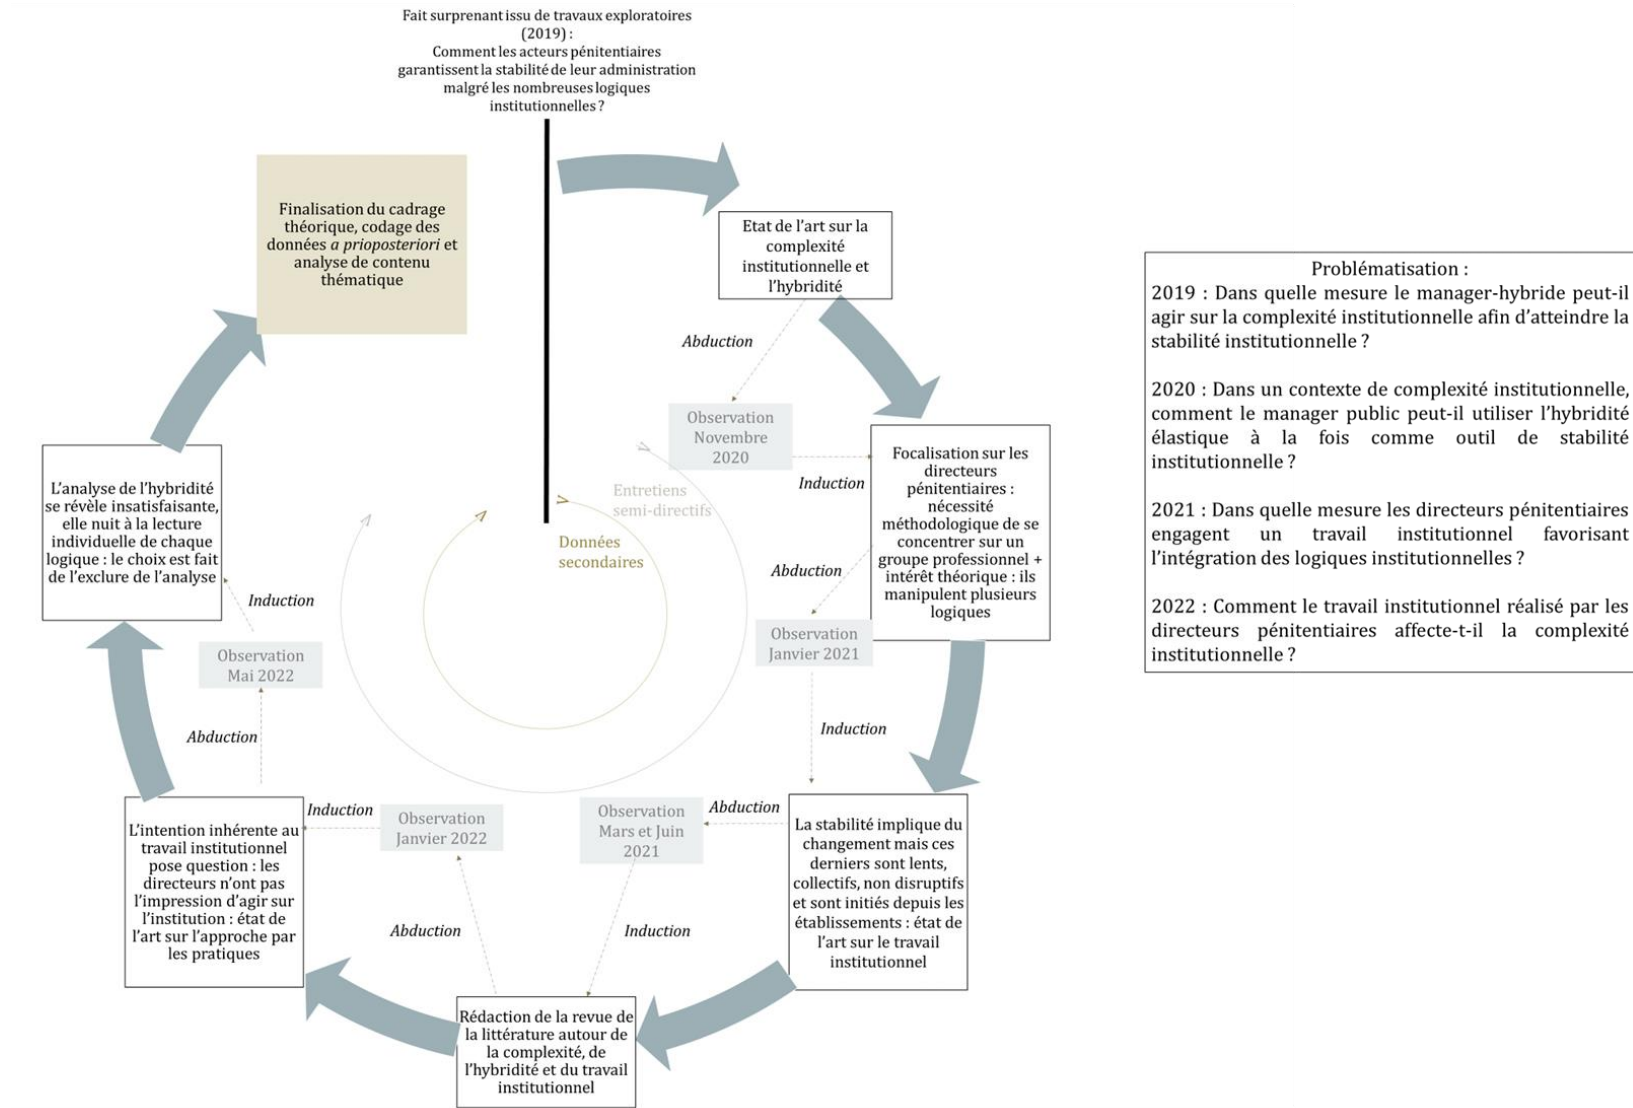 Fait surprenant issu de travaux exploratoires
(2019) :
Comment les acteurs pénitentiaires
garantissent la stabilité de leur administration
malgré les nombreuses logiques
institutionnelles ?
Etat de l'art sur la
complexité
institutionnelle et
l'hybridité
Abduction
Observation
Novembre
2020
Induction
Focalisation sur les
directeurs
pénitentiaires :
nécessité
méthodologique de se
concentrer sur un
groupe professionnel +
intérêt théorique : ils
manipulent plusieurs
logiques
Abduction
Observation
Janvier 2021
Induction
La stabilité implique du
changement mais ces
derniers sont lents,
collectifs, non disruptifs
et sont initiés depuis les
établissements : état de
l'art sur le travail
institutionnel
Abduction
Observation
Mars et Juin
2021
Induction
Rédaction de la revue de
la littérature autour de
la complexité, de
l'hybridité et du travail
institutionnel
Abduction
Observation
Janvier 2022
Induction
L'intention inhérente au
travail institutionnel
pose question : les
directeurs n'ont pas
l'impression d'agir sur
l'institution : état de
l'art sur l'approche par
les pratiques
Abduction
Observation
Mai 2022
Induction
L'analyse de l'hybridité
se révèle insatisfaisante,
elle nuit à la lecture
individuelle de chaque
logique : le choix est fait
de l'exclure de l'analyse
Finalisation du cadrage
théorique, codage des
données a prioposteriori et
analyse de contenu
thématique
Entretiens
semi-directifs
Données
secondaires
Problématisation :
2019 : Dans quelle mesure le manager-hybride peut-il
agir sur la complexité institutionnelle afin d'atteindre la
stabilité institutionnelle ?
2020 : Dans un contexte de complexité institutionnelle,
comment le manager public peut-il utiliser l'hybridité
élastique à la fois comme outil de stabilité
institutionnelle ?
2021 : Dans quelle mesure les directeurs pénitentiaires
engagent un travail institutionnel favorisant
l'intégration des logiques institutionnelles ?
2022 : Comment le travail institutionnel réalisé par les
directeurs pénitentiaires affecte-t-il la complexité
institutionnelle ?